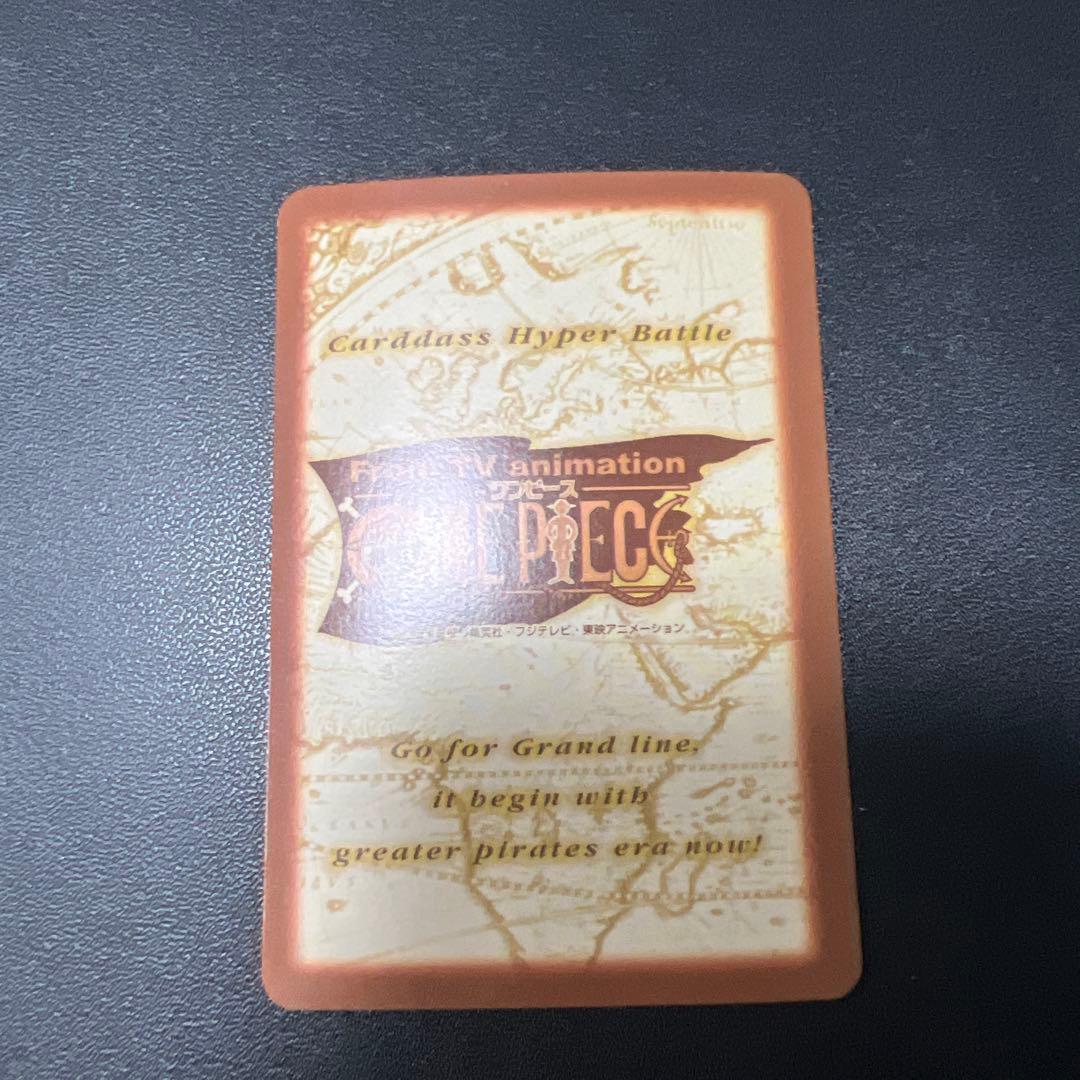 Septentrio
Carddass Hyper Battle
From TV animation
ワンピース
ONE PIECE
集英社・フジテレビ・東映アニメーション
Go for Grand line,
it begin with
greater pirates era now!